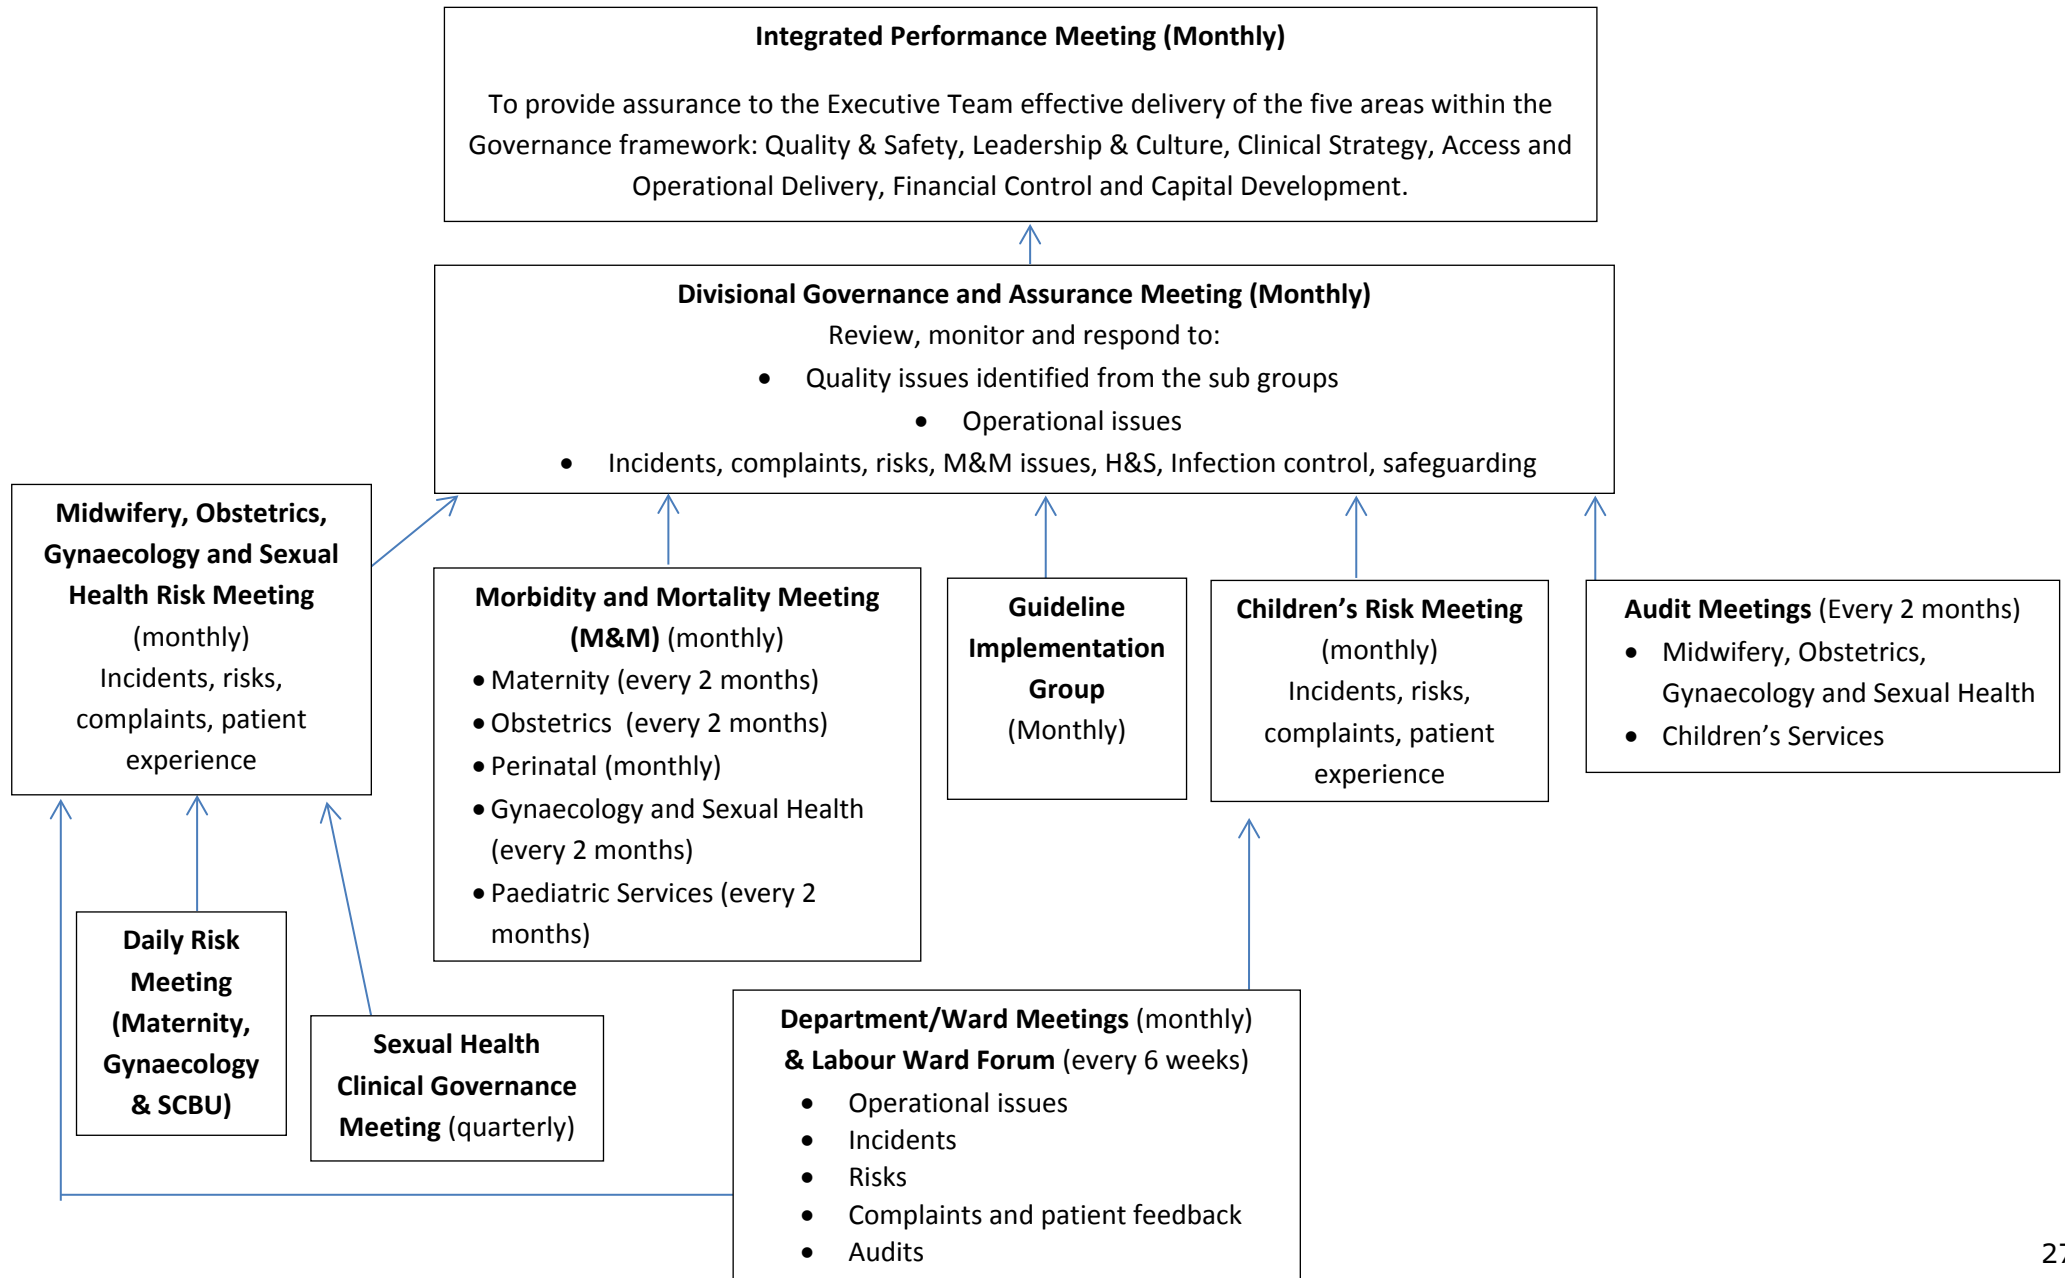 Integrated Performance Meeting (Monthly)
To provide assurance to the Executive Team effective delivery of the five areas within the
Governance framework: Quality & Safety, Leadership & Culture, Clinical Strategy, Access and
Operational Delivery, Financial Control and Capital Development.
Divisional Governance and Assurance Meeting (Monthly)
Review, monitor and respond to:
• Quality issues identified from the sub groups
• Operational issues
• Incidents, complaints, risks, M&M issues, H&S, Infection control, safeguarding
Midwifery, Obstetrics,
Gynaecology and Sexual
Health Risk Meeting
(monthly)
Incidents, risks,
complaints, patient
experience
Morbidity and Mortality Meeting
(M&M) (monthly)
• Maternity (every 2 months)
• Obstetrics (every 2 months)
• Perinatal (monthly)
• Gynaecology and Sexual Health
(every 2 months)
• Paediatric Services (every 2
months)
Guideline
Implementation
Group
(Monthly)
Children’s Risk Meeting
(monthly)
Incidents, risks,
complaints, patient
experience
Audit Meetings (Every 2 months)
• Midwifery, Obstetrics,
Gynaecology and Sexual Health
• Children’s Services
Daily Risk
Meeting
(Maternity,
Gynaecology
& SCBU)
Sexual Health
Clinical Governance
Meeting (quarterly)
Department/Ward Meetings (monthly)
& Labour Ward Forum (every 6 weeks)
• Operational issues
• Incidents
• Risks
• Complaints and patient feedback
• Audits
27